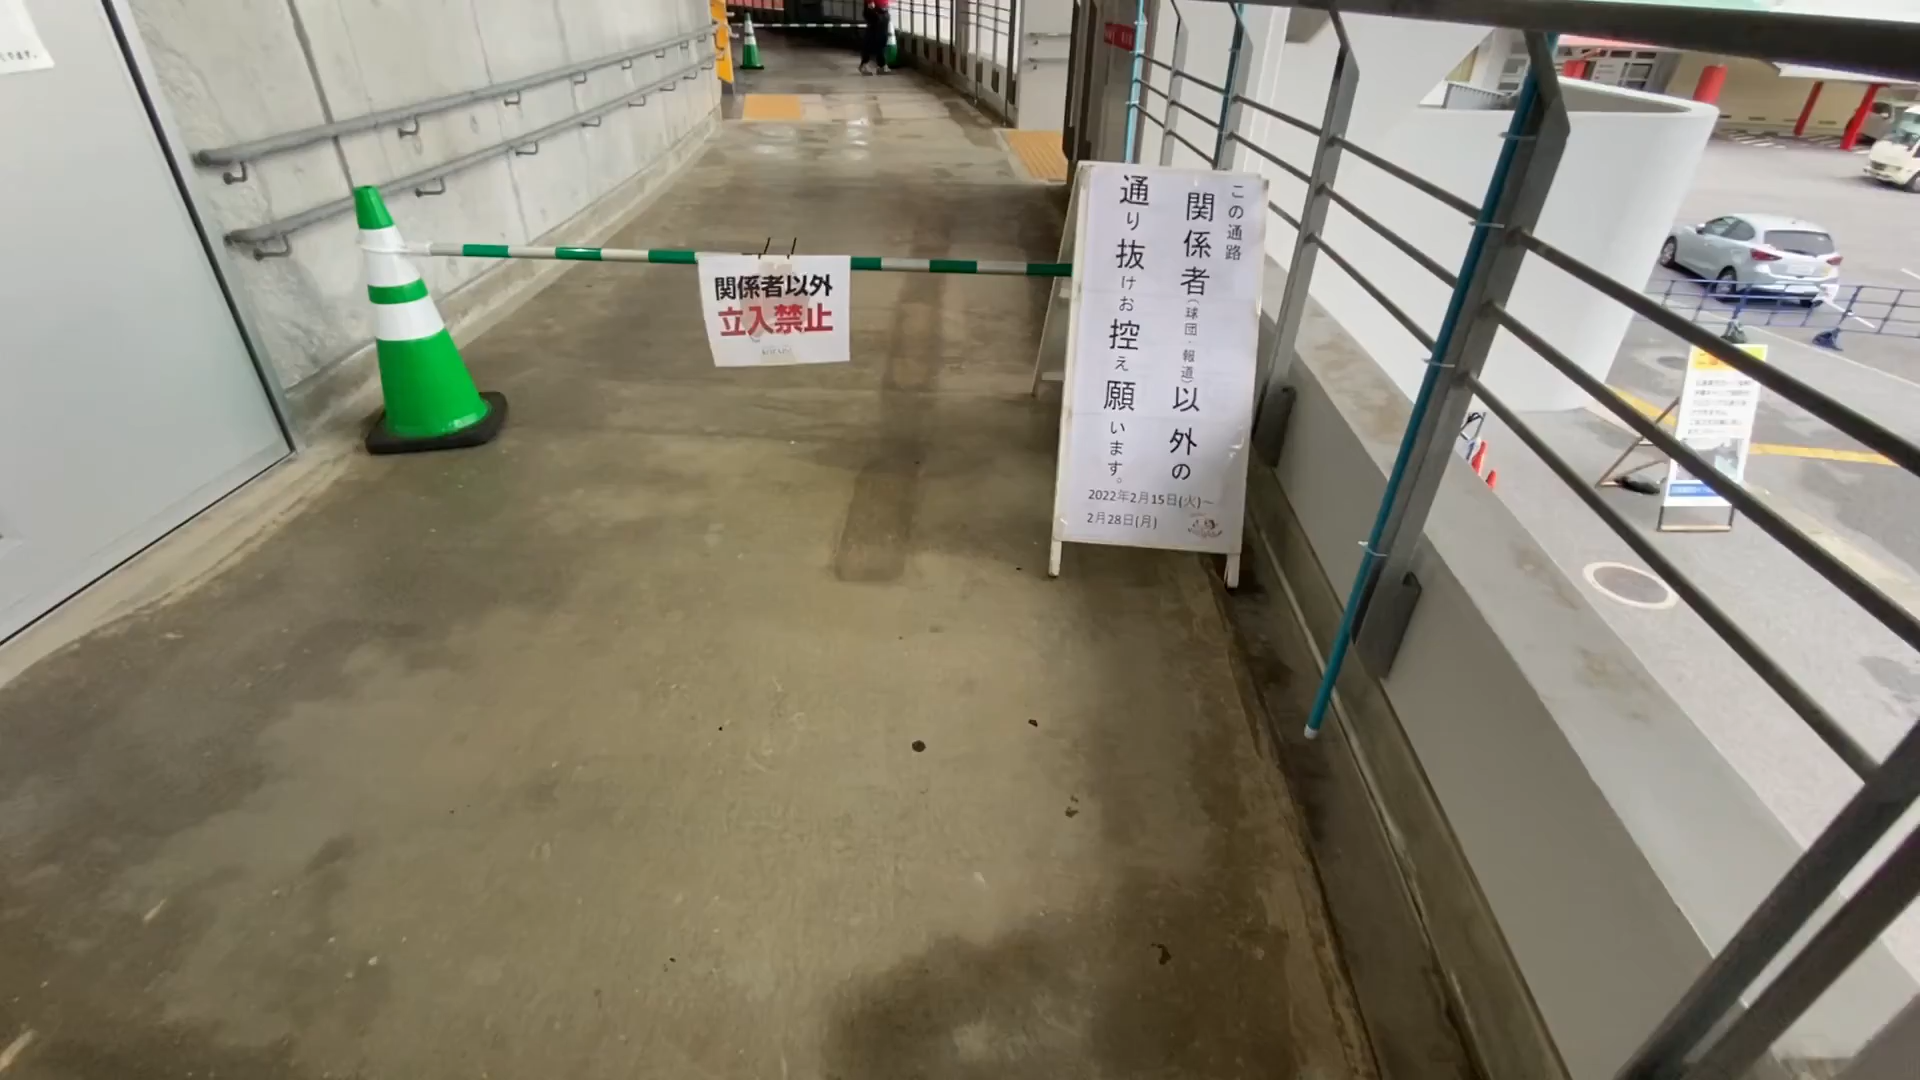 関係者以外
立入禁止
この通路
関係者(球団・報道)以外の
通り抜けお控え願います。
2022年2月15日(火)～
2月28日(月)